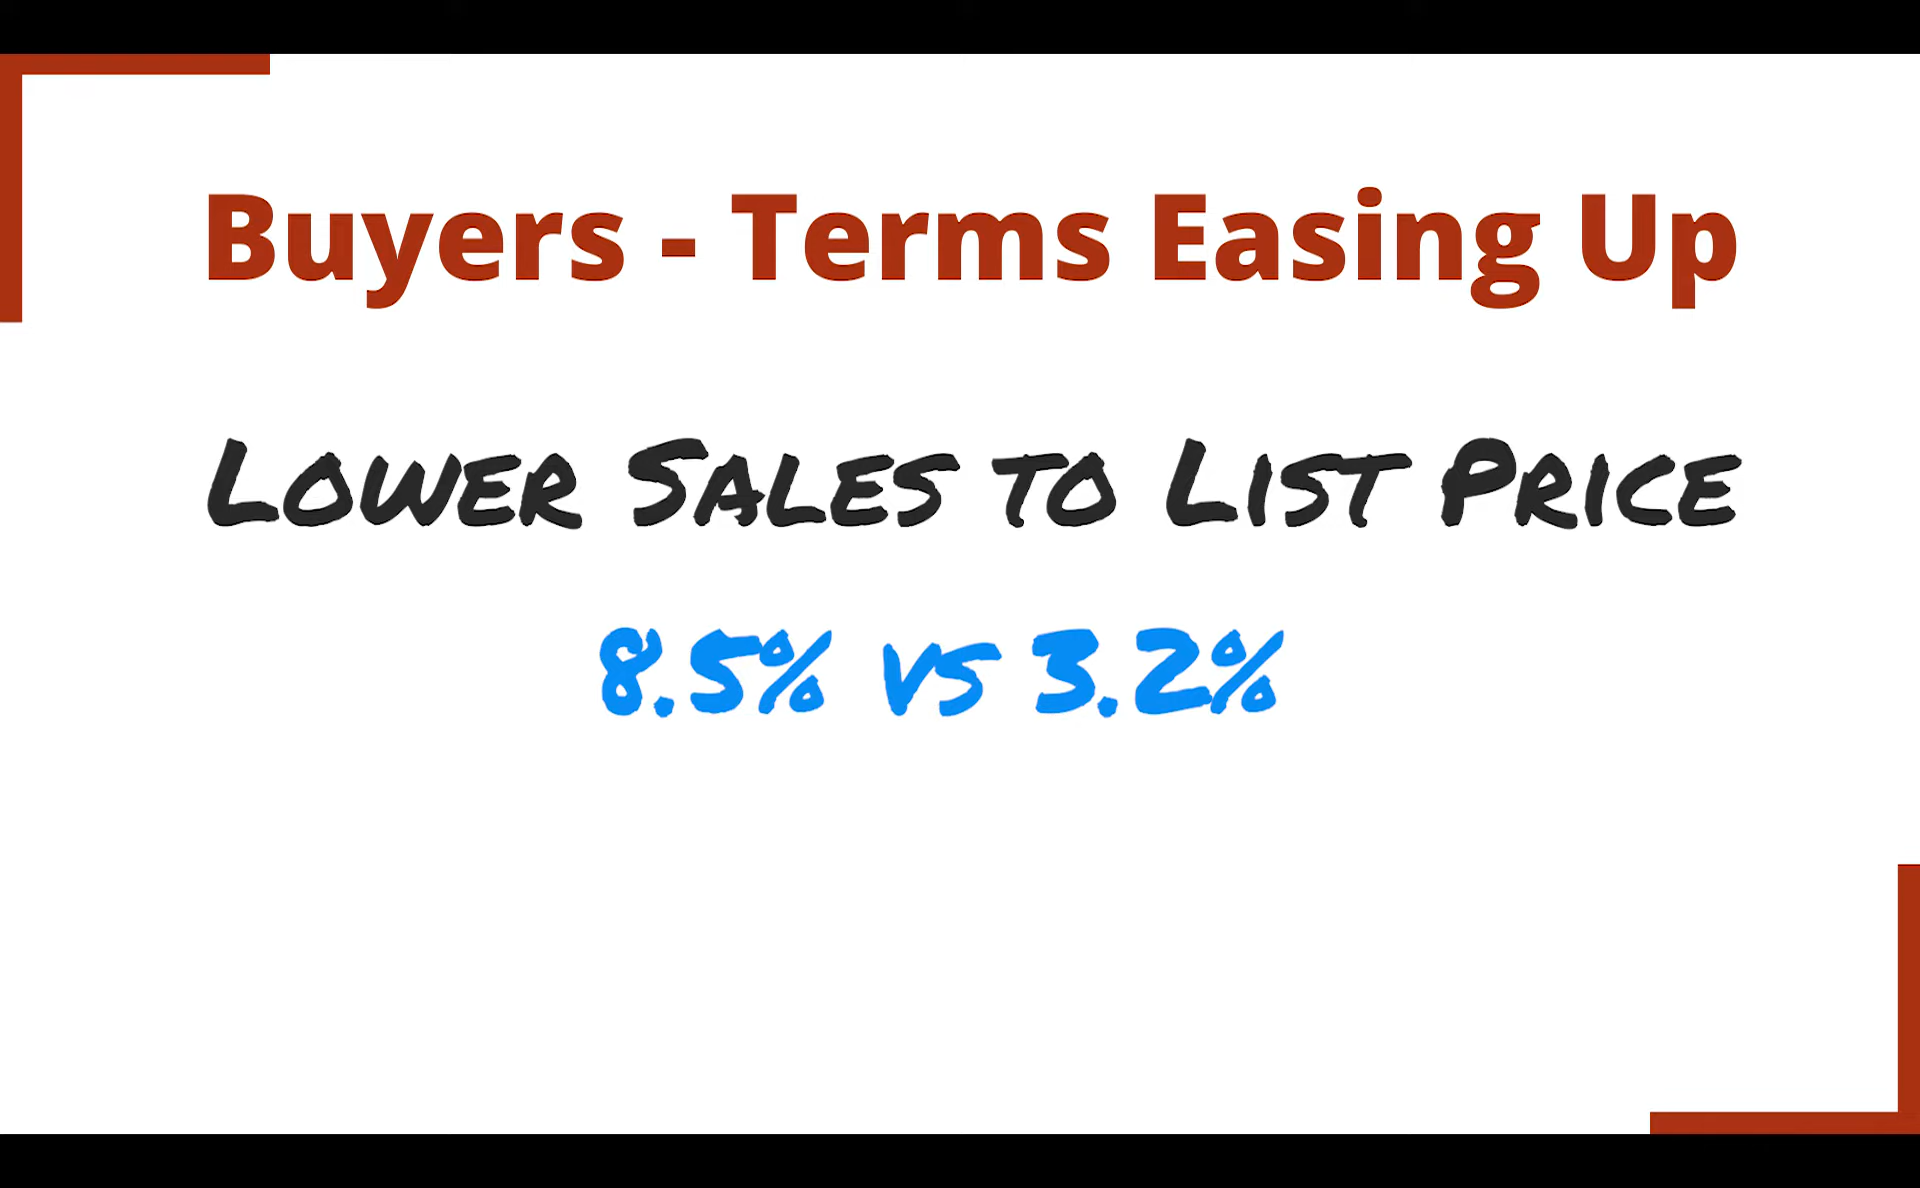 Buyers - Terms Easing Up
Lower Sales to List Price
8.5% vs 3.2%